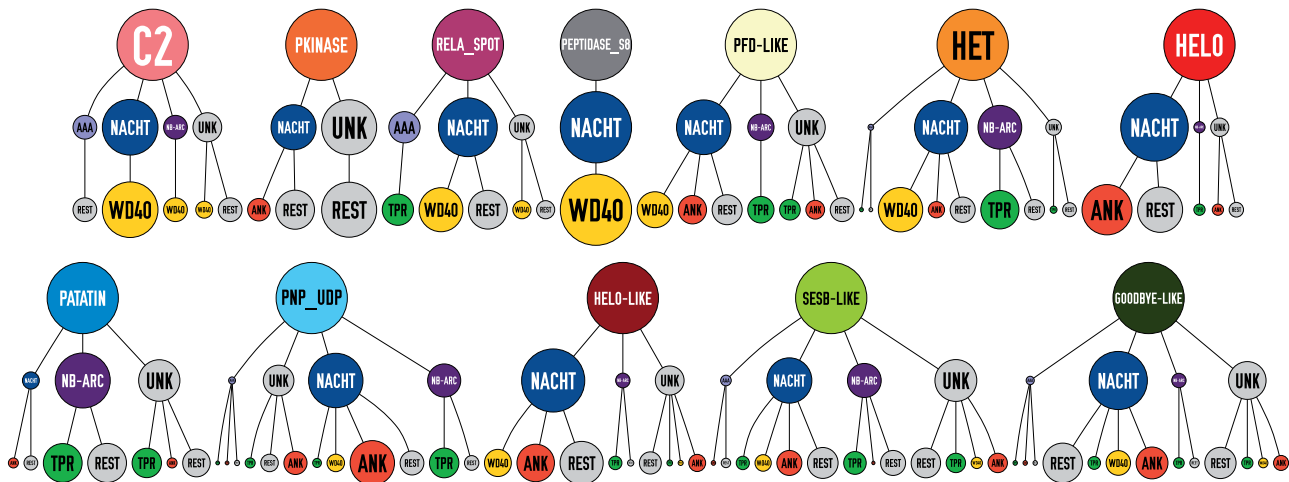 C2 PKINASE RELA_SPOT PEPTIDASE_S8 PFD-LIKE HET HELO
AAA NACHT NB-ARC UNK NACHT UNK AAA NACHT UNK NACHT NACHT NB-ARC UNK NACHT NB-ARC UNK NACHT NB-ARC UNK
REST WD40 WD40 WD40 REST ANK REST REST TPR WD40 REST WD40 REST WD40 WD40 ANK REST TPR TPR ANK REST WD40 ANK REST TPR REST REST ANK REST TPR ANK REST
PATATIN PNP_UDP HELO-LIKE SESB-LIKE GOODBYE-LIKE
NACHT NB-ARC UNK UNK NACHT NB-ARC NACHT NB-ARC UNK AAA NACHT NB-ARC UNK NACHT NB-ARC UNK
ANK REST TPR REST TPR ANK REST TPR REST ANK TPR WD40 ANK REST TPR REST WD40 ANK REST TPR TPR ANK TPR WD40 ANK REST TPR REST REST TPR WD40 ANK REST TPR WD40 ANK TPR REST REST TPR WD40 ANK